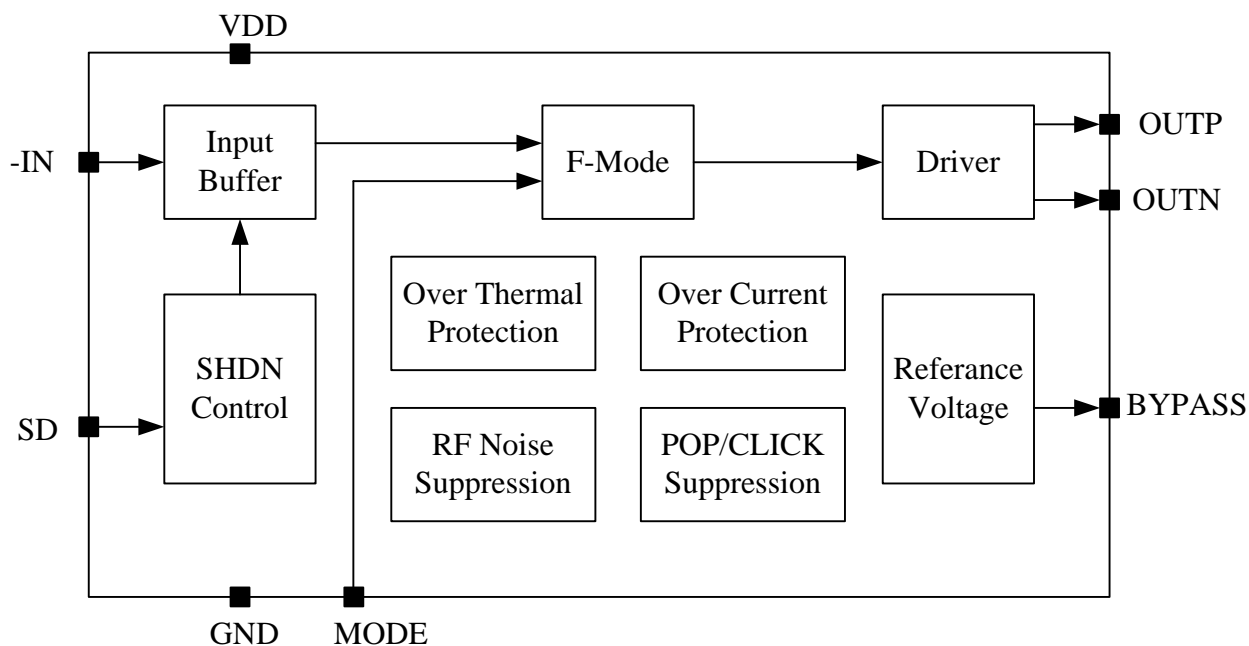 VDD
-IN
Input
Buffer
F-Mode
Driver
OUTP
OUTN
Over Thermal
Protection
Over Current
Protection
SD
SHDN
Control
Referance
Voltage
BYPASS
RF Noise
Suppression
POP/CLICK
Suppression
GND
MODE